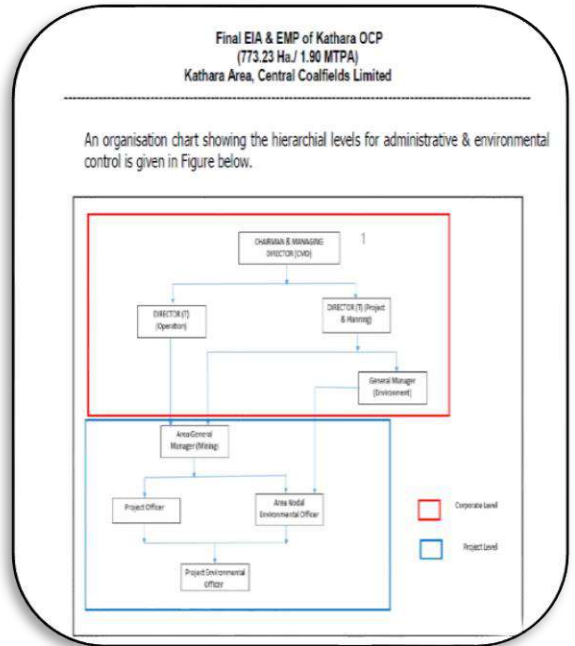 Final EIA & EMP of Kathara OCP
(773.23 Ha./ 1.90 MTPA)
Kathara Area, Central Coalfields Limited
An organisation chart showing the hierarchial levels for administrative & environmental
control is given in Figure below.
CHAIRMAN & MANAGING
DIRECTOR (CMD)
1
DIRECTOR (T)
(Operation)
DIRECTOR (T) (Project
& Planning)
General Manager
(Environment)
Area General
Manager (Mining)
Project Officer
Area Nodal
Environmental Officer
Project Environmental
Officer
Corporate Level
Project Level